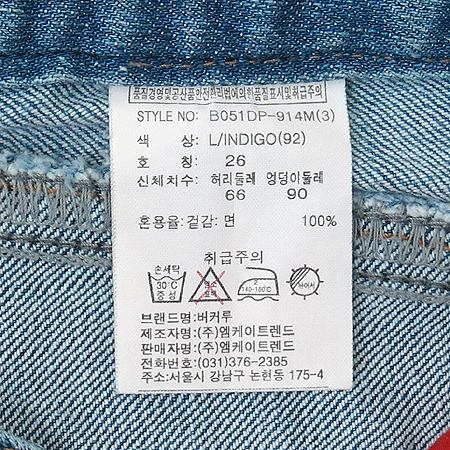 품질경영및공산품안전관리법에의한품질표시및취급주의
STYLE NO: B051DP-914M(3)
색 상: L/INDIGO(92)
호 칭: 26
신체치수: 허리둘레 엉덩이둘레
66 90
혼용율: 겉감: 면 100%
취급주의
손세탁
30℃
중성
염소
표백
2
140-180℃
브랜드명:버커루
제조자명:(주)엠케이트렌드
판매자명:(주)엠케이트렌드
전화번호:(031)376-2385
주소:서울시 강남구 논현동 175-4